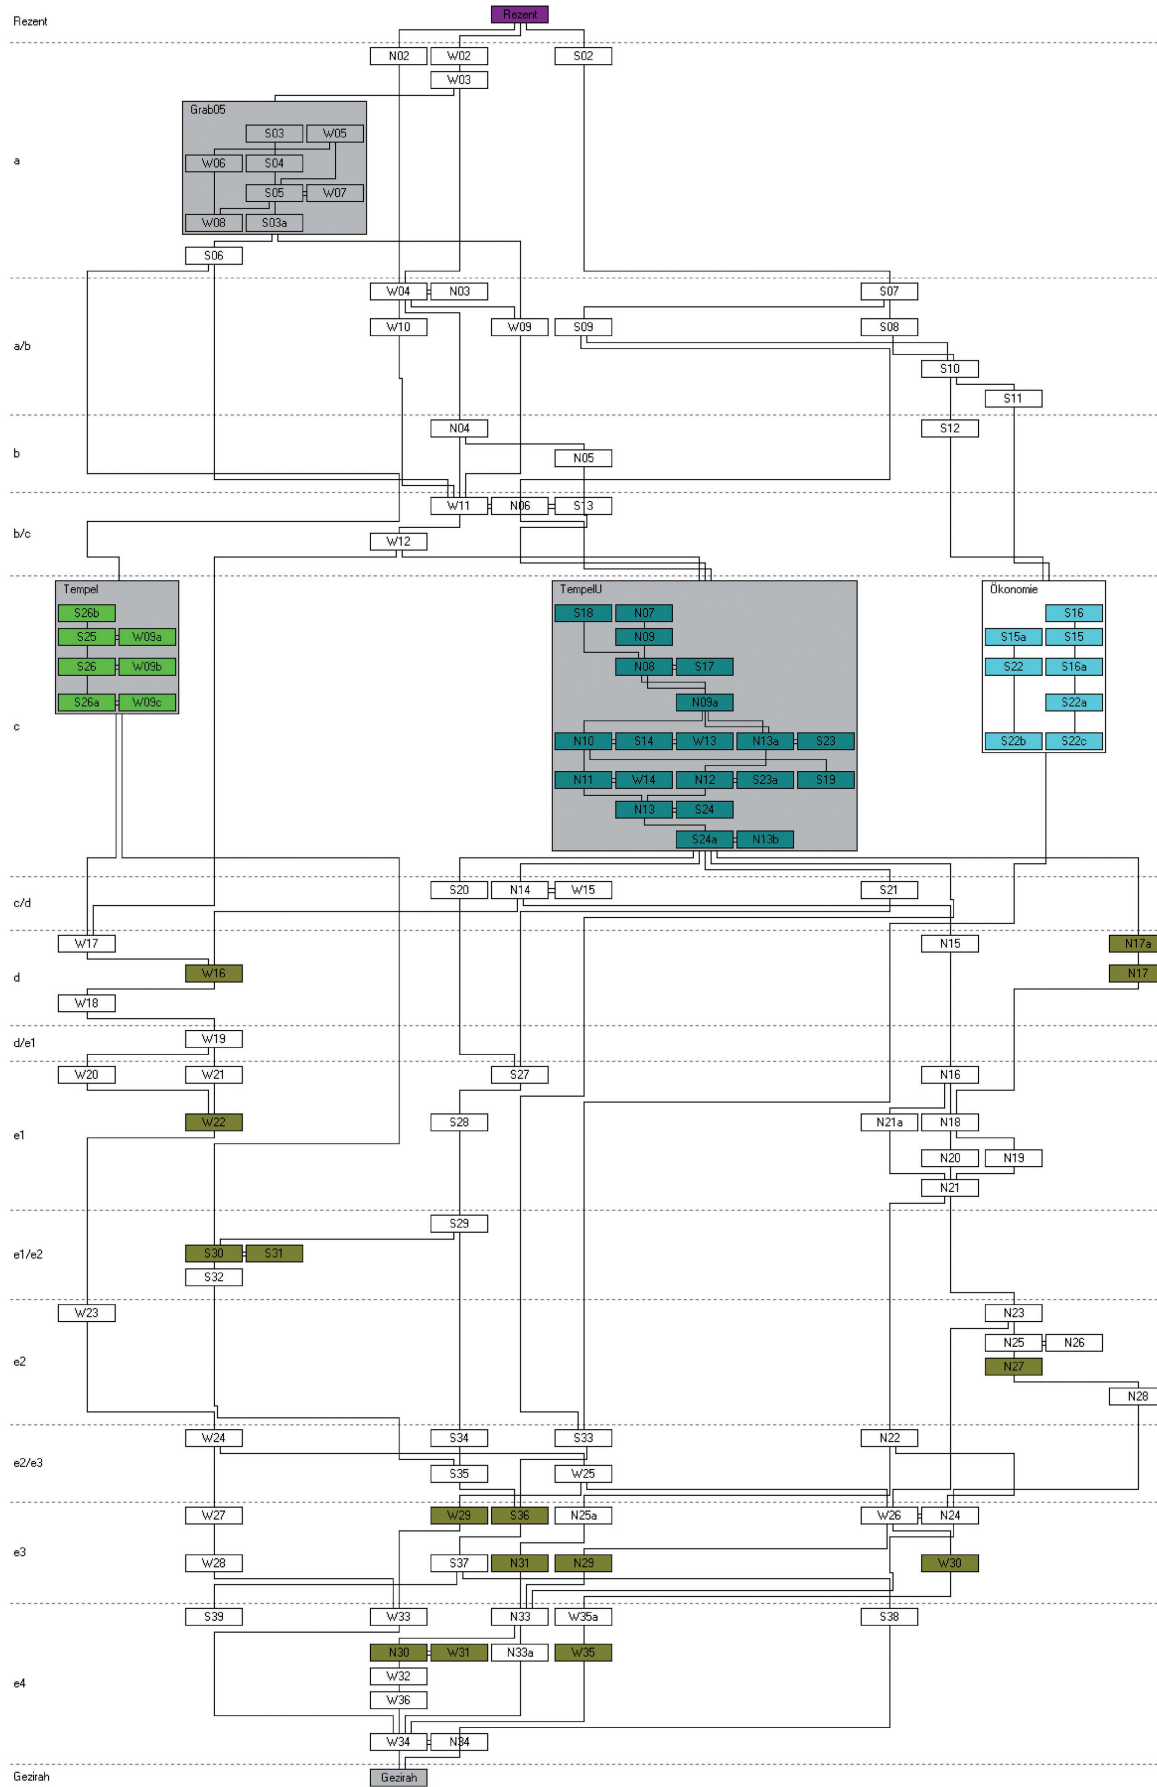 Rezent
Rezent
N02 W02 S02
W03
Grab05
S03 W05
a
W06 S04
S05 W07
W08 S03a
S06
W04 N03 S07
W10 W09 S09 S08
a/b
S10
S11
N04 S12
b
N05
W11 N06 S13
b/c
W12
Tempel TempelU Ökonomie
S26b S18 N07 S16
S25 W09a N09 S15a S15
S26 W09b N08 S17 S22 S16a
S26a W09c N09a S22a
c
N10 S14 W13 N13a S23 S22b S22c
N11 W14 N12 S23a S19
N13 S24
S24a N13b
S20 N14 W15 S21
c/d
W17 N15 N17a
d
W16 N17
W18
W19
d/e1
W20 W21 S27 N16
W22 S28 N21a N18
e1
N20 N19
N21
S29
e1/e2
S30 S31
S32
W23 N23
N25 N26
e2
N27
N28
W24 S34 S33 N22
e2/e3
S35 W25
W27 W29 S36 N25a W26 N24
e3
W28 S37 N31 N29 W30
S39 W33 N33 W35a S38
N30 W31 N33a W35
W32
e4
W36
W34 N34
Gezirah
Gezirah